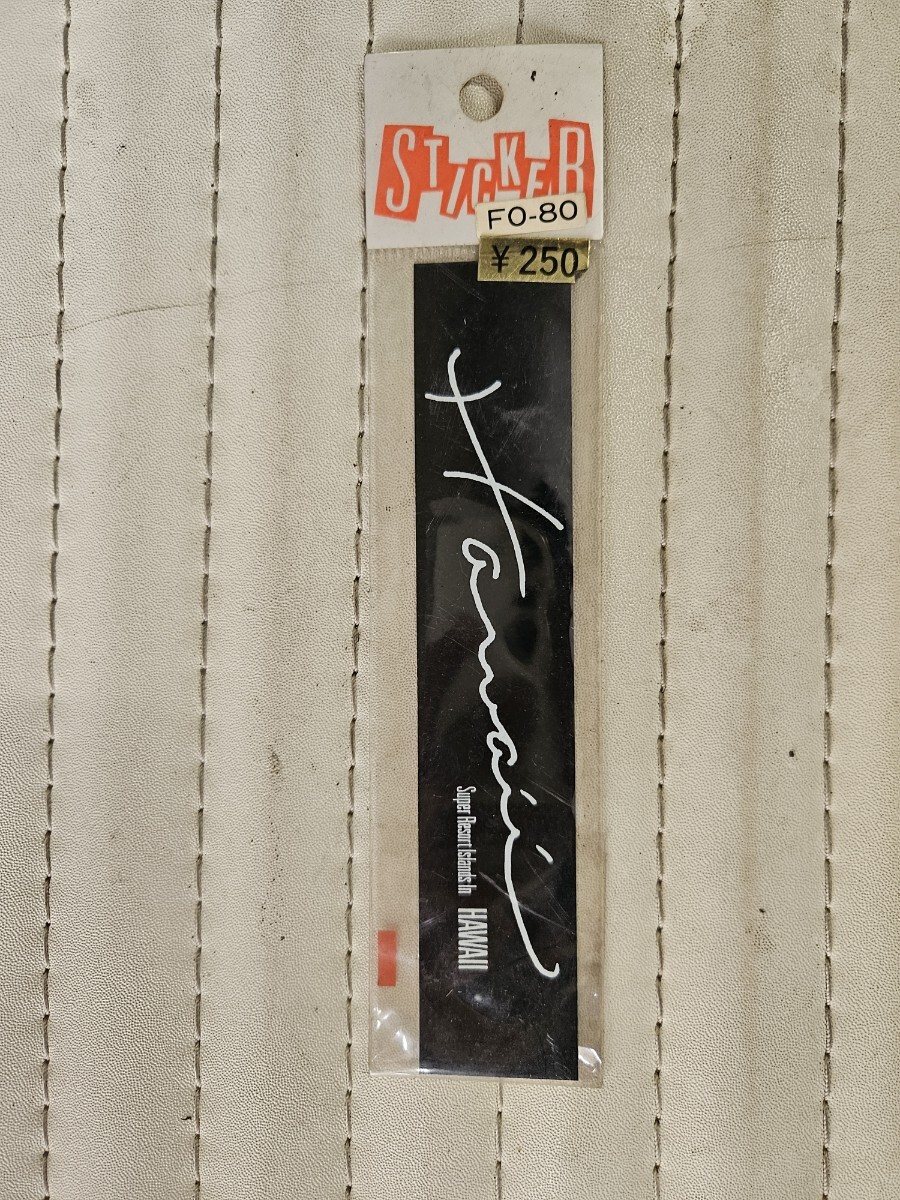 STICKER
FO-80
¥250
Hawaii
Super Resort Islands In HAWAII